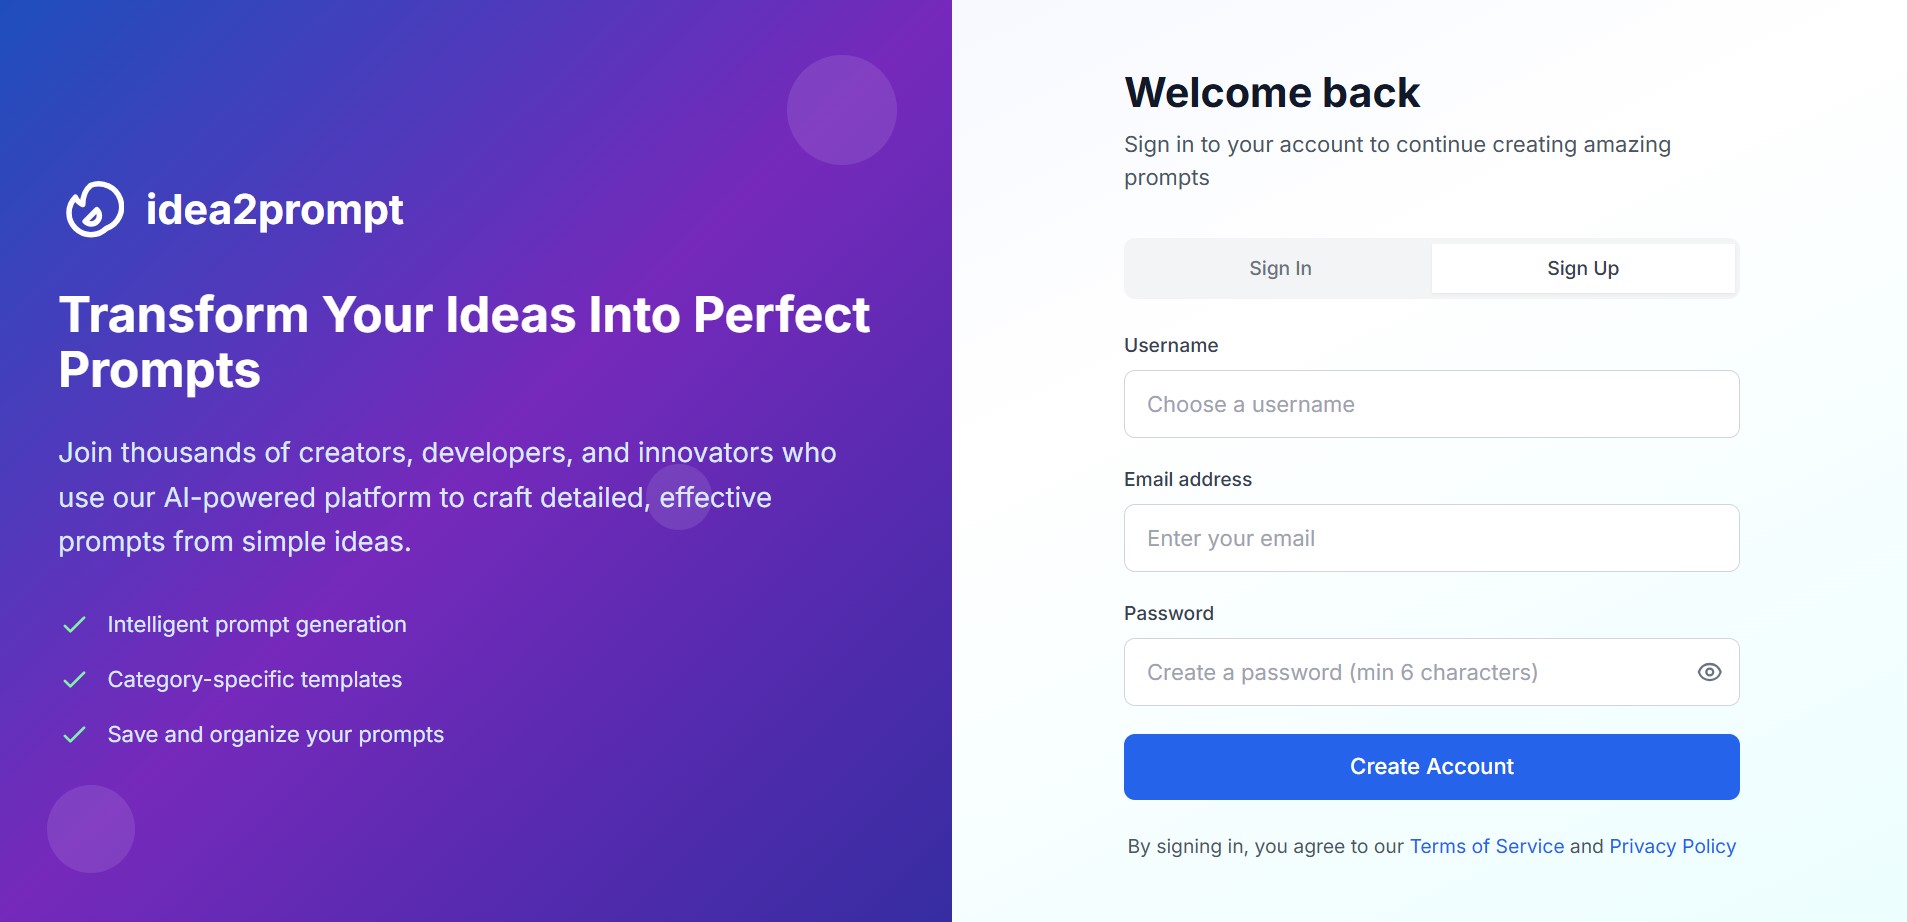 idea2prompt
Transform Your Ideas Into Perfect
Prompts
Join thousands of creators, developers, and innovators who
use our AI-powered platform to craft detailed, effective
prompts from simple ideas.
Intelligent prompt generation
Category-specific templates
Save and organize your prompts
Welcome back
Sign in to your account to continue creating amazing
prompts
Sign In
Sign Up
Username
Choose a username
Email address
Enter your email
Password
Create a password (min 6 characters)
Create Account
By signing in, you agree to our Terms of Service and Privacy Policy